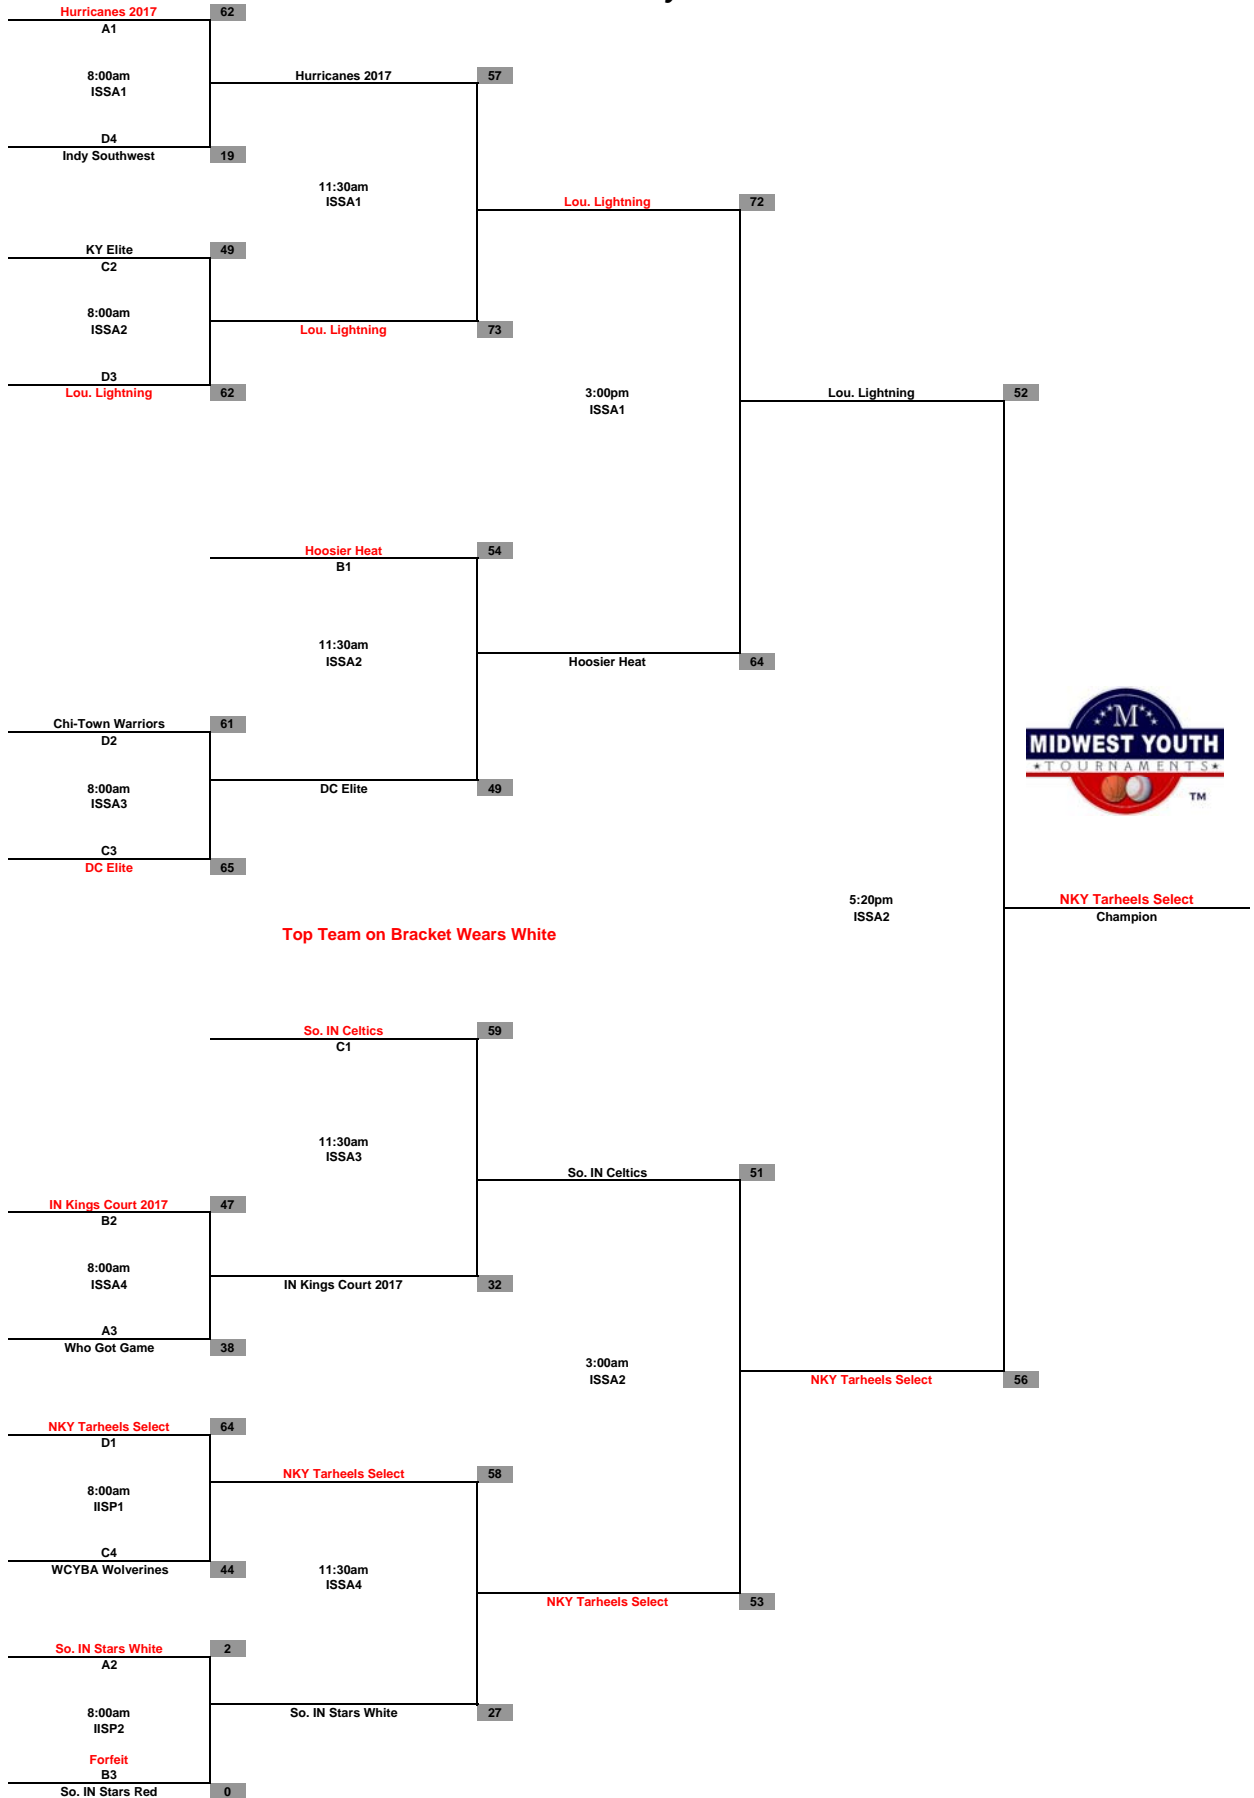 Hurricanes 2017 62
A1
8:00am
ISSA1
Hurricanes 2017 57
D4
Indy Southwest 19
11:30am
ISSA1
Lou. Lightning 72
KY Elite 49
C2
8:00am
ISSA2
Lou. Lightning 73
D3
Lou. Lightning 62
3:00pm
ISSA1
Lou. Lightning 52
Hoosier Heat 54
B1
11:30am
ISSA2
Hoosier Heat 64
Chi-Town Warriors 61
D2
8:00am
ISSA3
DC Elite 49
C3
DC Elite 65
M
MIDWEST YOUTH
TOURNAMENTS
TM
5:20pm
ISSA2
NKY Tarheels Select
Champion
Top Team on Bracket Wears White
So. IN Celtics 59
C1
11:30am
ISSA3
So. IN Celtics 51
IN Kings Court 2017 47
B2
8:00am
ISSA4
IN Kings Court 2017 32
A3
Who Got Game 38
3:00am
ISSA2
NKY Tarheels Select 56
NKY Tarheels Select 64
D1
8:00am
IISP1
NKY Tarheels Select 58
C4
WCYBA Wolverines 44
11:30am
ISSA4
NKY Tarheels Select 53
So. IN Stars White 2
A2
8:00am
IISP2
So. IN Stars White 27
Forfeit
B3
So. IN Stars Red 0